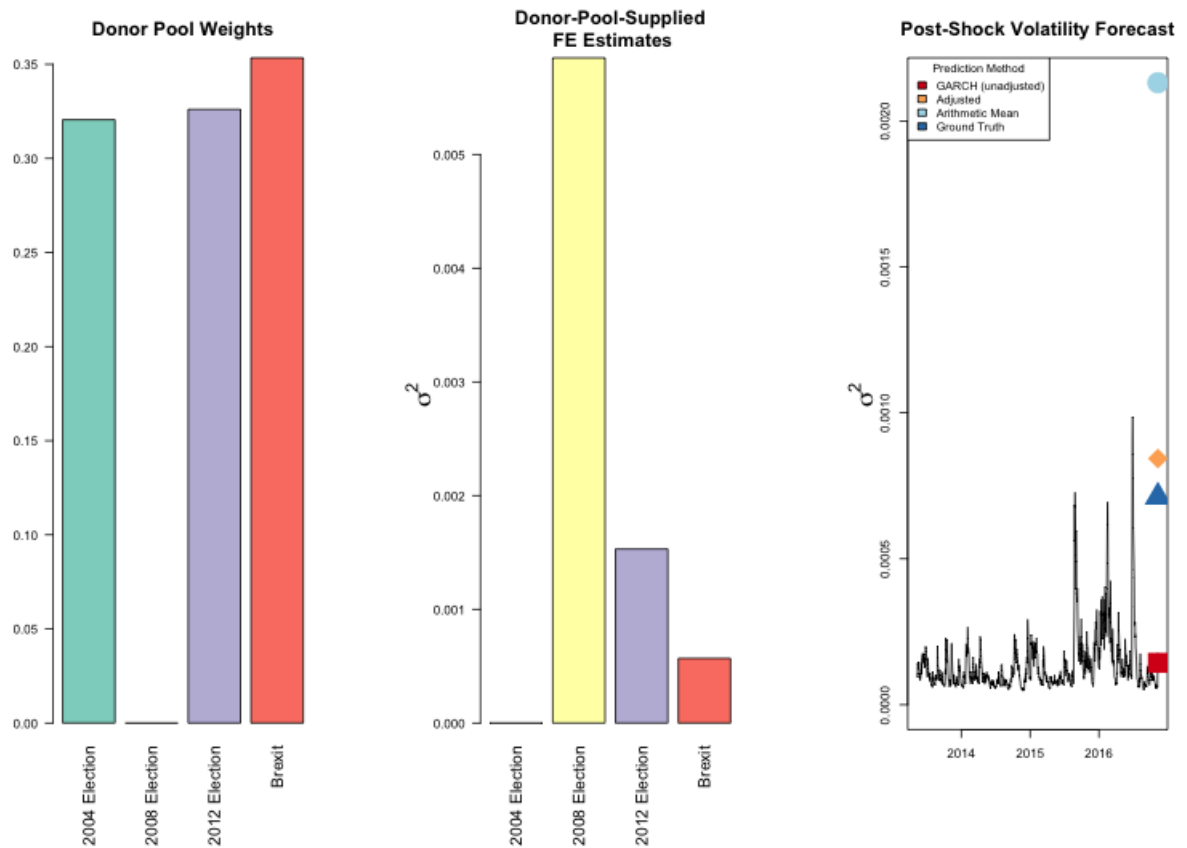 Donor Pool Weights
0.35
0.30
0.25
0.20
0.15
0.10
0.05
0.00
2004 Election
2008 Election
2012 Election
Brexit
Donor-Pool-Supplied
FE Estimates
σ²
0.005
0.004
0.003
0.002
0.001
0.000
2004 Election
2008 Election
2012 Election
Brexit
Post-Shock Volatility Forecast
Prediction Method
GARCH (unadjusted)
Adjusted
Arithmetic Mean
Ground Truth
σ²
0.0020
0.0015
0.0010
0.0005
0.0000
2014
2015
2016